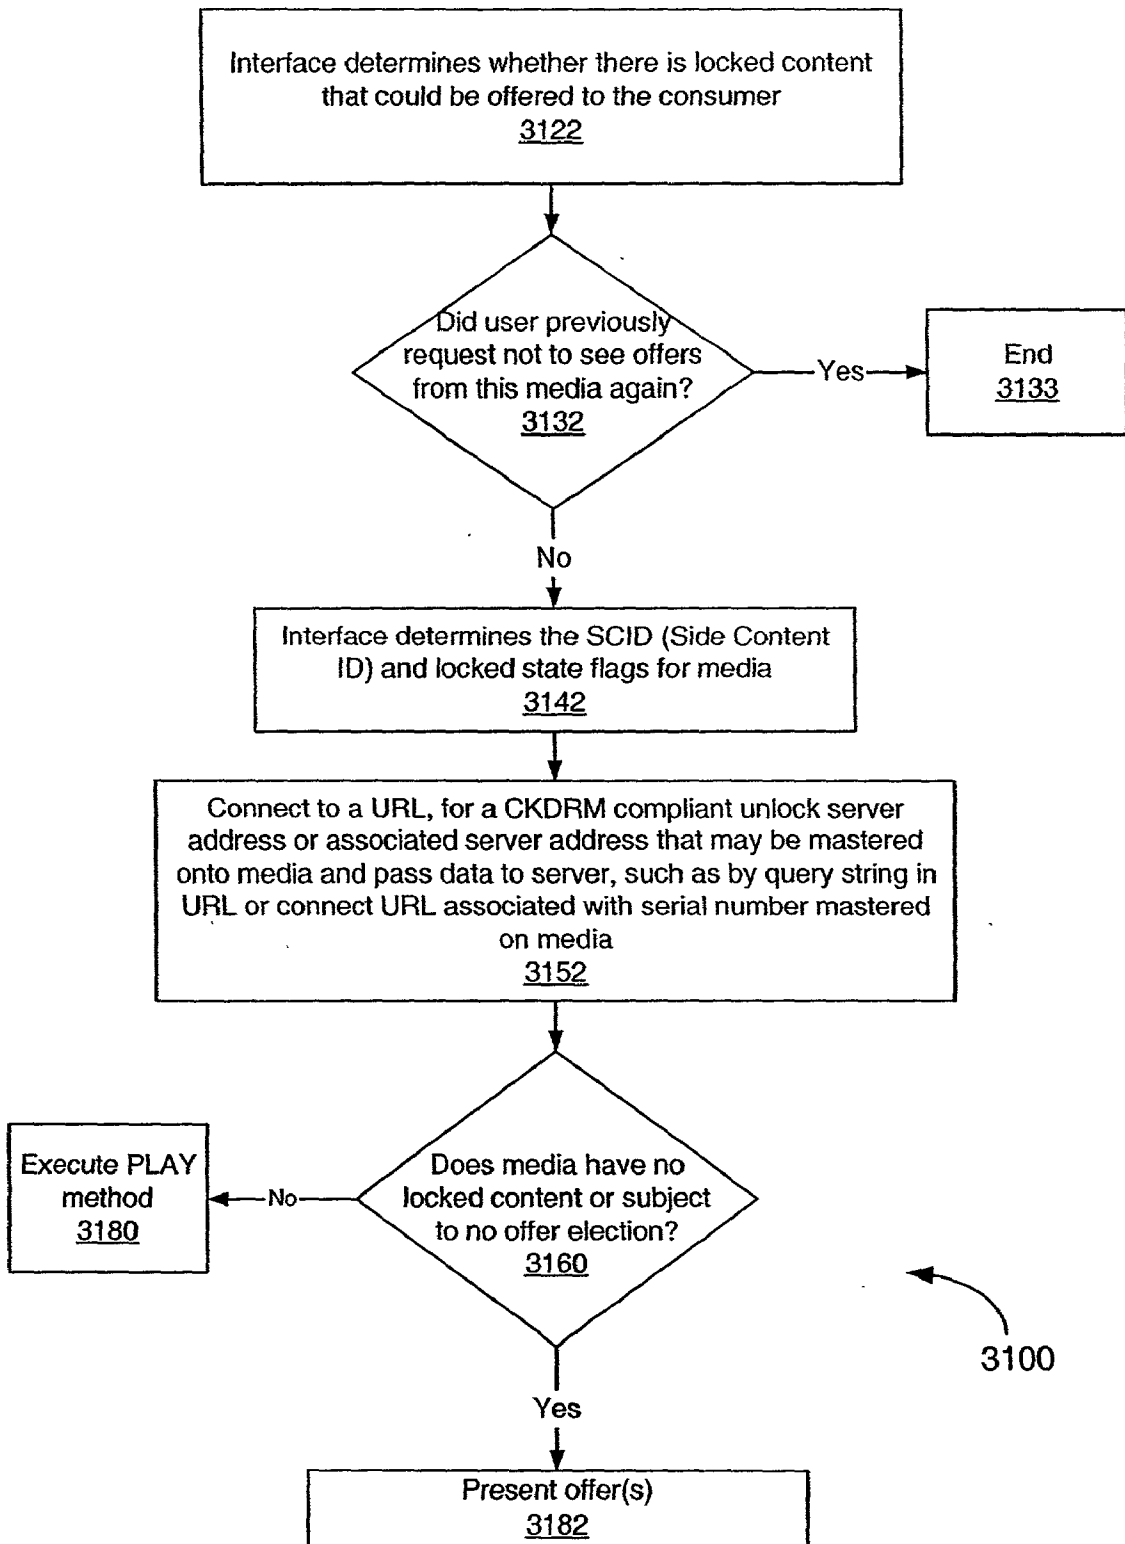 Interface determines whether there is locked content
that could be offered to the consumer
3122
Did user previously
request not to see offers
from this media again?
3132
Yes
End
3133
No
Interface determines the SCID (Side Content
ID) and locked state flags for media
3142
Connect to a URL, for a CKDRM compliant unlock server
address or associated server address that may be mastered
onto media and pass data to server, such as by query string in
URL or connect URL associated with serial number mastered
on media
3152
Does media have no
locked content or subject
to no offer election?
3160
No
Execute PLAY
method
3180
3100
Yes
Present offer(s)
3182